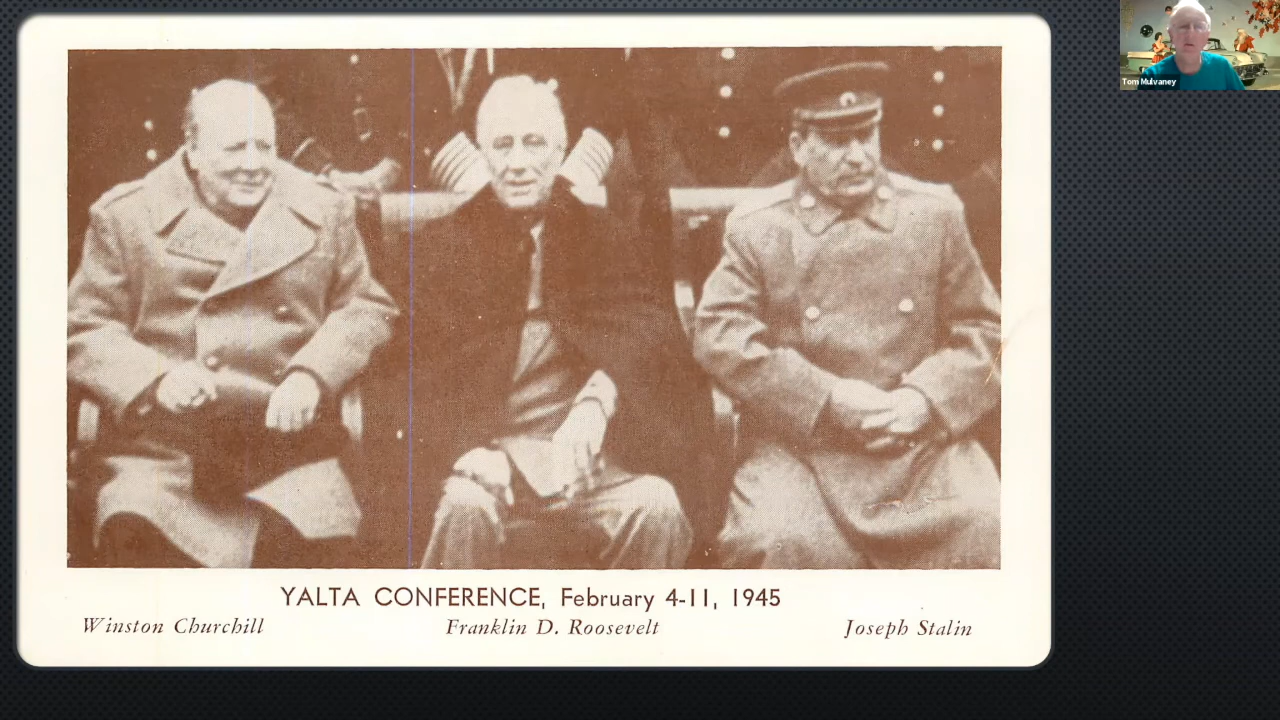 Tom Mulvaney
YALTA CONFERENCE, February 4-11, 1945
Winston Churchill
Franklin D. Roosevelt
Joseph Stalin